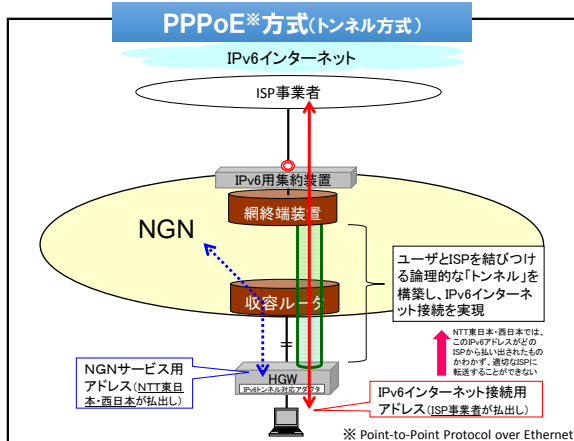 PPPoE※方式(トンネル方式)
IPv6インターネット
ISP事業者
IPv6用集約装置
網終端装置
NGN
ユーザとISPを結びつけ
る論理的な「トンネル」を
構築し、IPv6インターネ
ット接続を実現
収容ルータ
NTT東日本・西日本では、
このIPv6アドレスがどの
ISPから払い出されたもの
かわからず、適切なISPに
転送することができない
NGNサービス用
アドレス(NTT東日
本・西日本が払出し)
HGW
IPv6トンネル対応アダプタ
IPv6インターネット接続用
アドレス(ISP事業者が払出し)
※ Point-to-Point Protocol over Ethernet